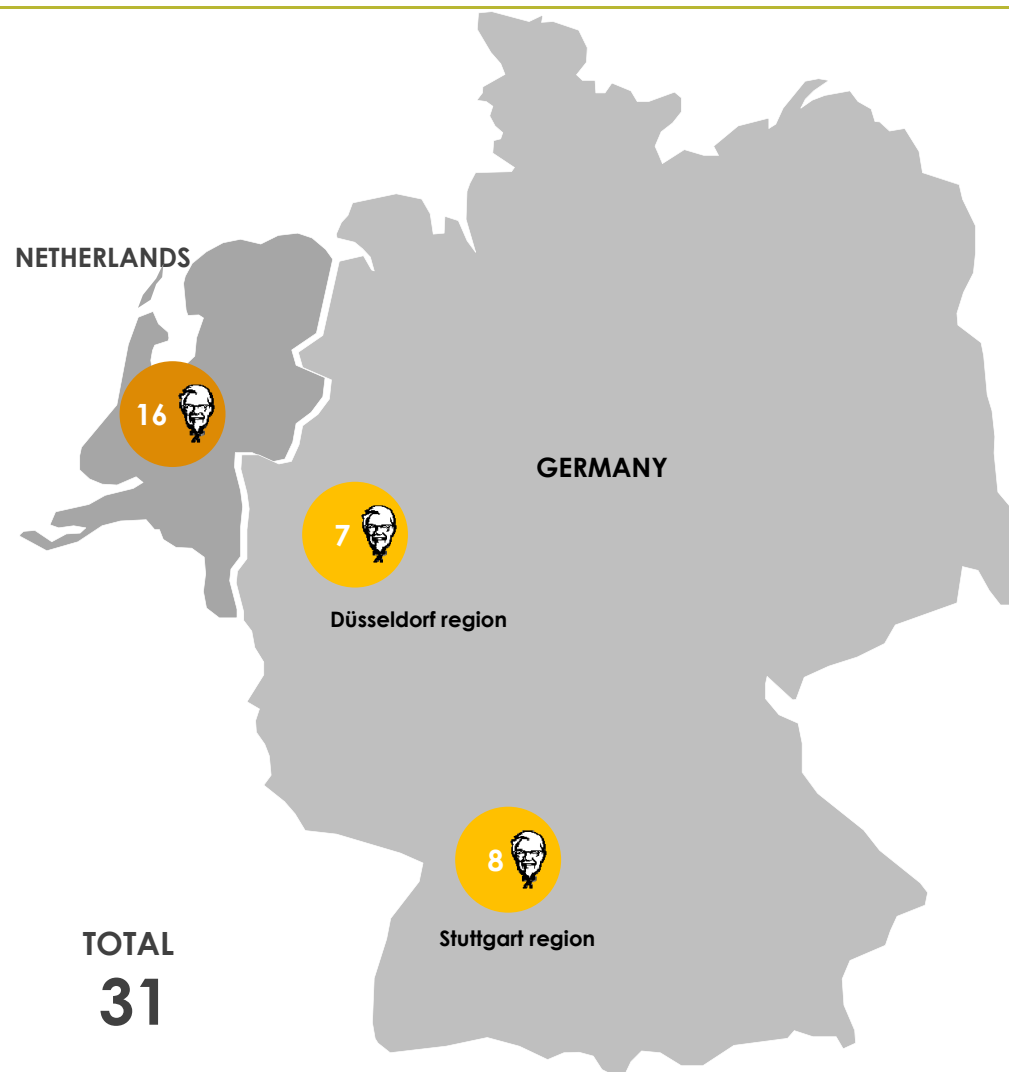 NETHERLANDS
16
GERMANY
7
Düsseldorf region
8
Stuttgart region
TOTAL
31